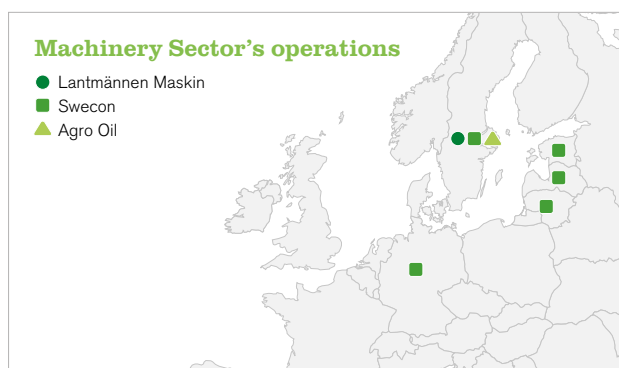 Machinery Sector’s operations
Lantmännen Maskin
Swecon
Agro Oil